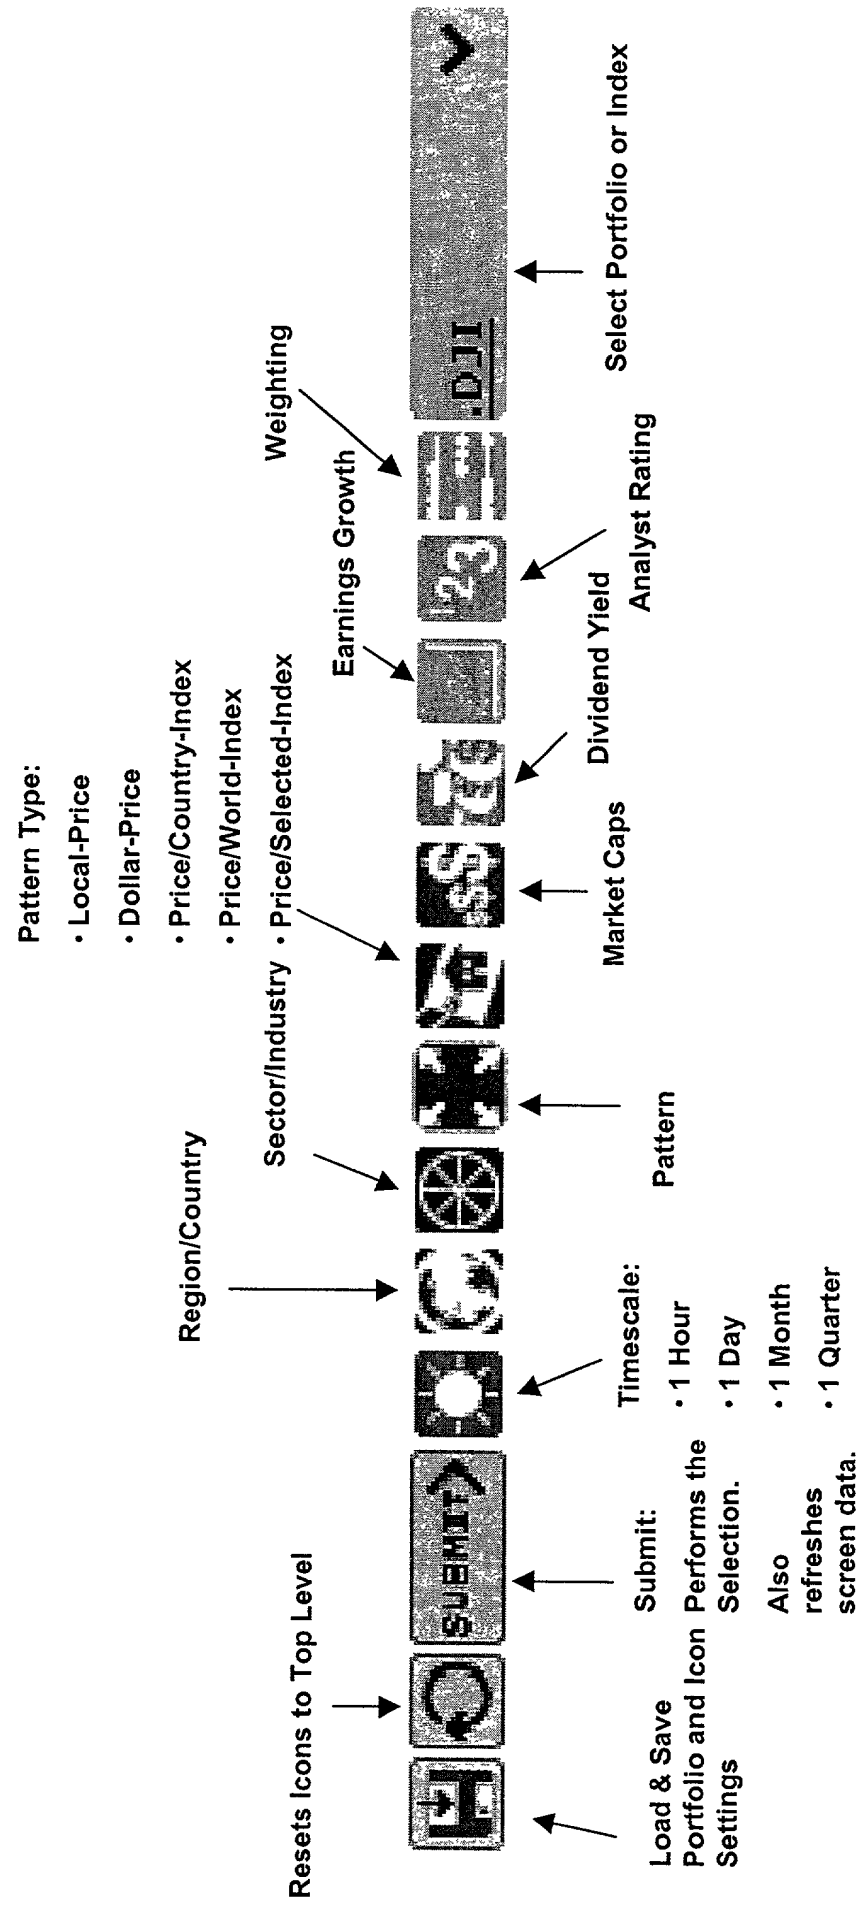 Pattern Type:
• Local-Price
• Dollar-Price
• Price/Country-Index
• Price/World-Index
• Price/Selected-Index
Resets Icons to Top Level
Region/Country
Sector/Industry
Earnings Growth
Weighting
SUBMIT
$$
123
.DJI
Load & Save
Portfolio and Icon
Settings
Submit:
Performs the
Selection.
Also
refreshes
screen data.
Timescale:
• 1 Hour
• 1 Day
• 1 Month
• 1 Quarter
Pattern
Market Caps
Dividend Yield
Analyst Rating
Select Portfolio or Index